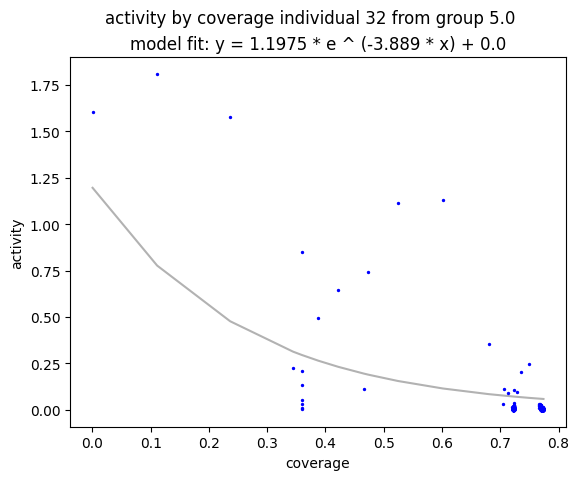 activity by coverage individual 32 from group 5.0
model fit: y = 1.1975 * e ^ (-3.889 * x) + 0.0
1.75
1.50
1.25
1.00
0.75
0.50
0.25
0.00
activity
0.0 0.1 0.2 0.3 0.4 0.5 0.6 0.7 0.8
coverage